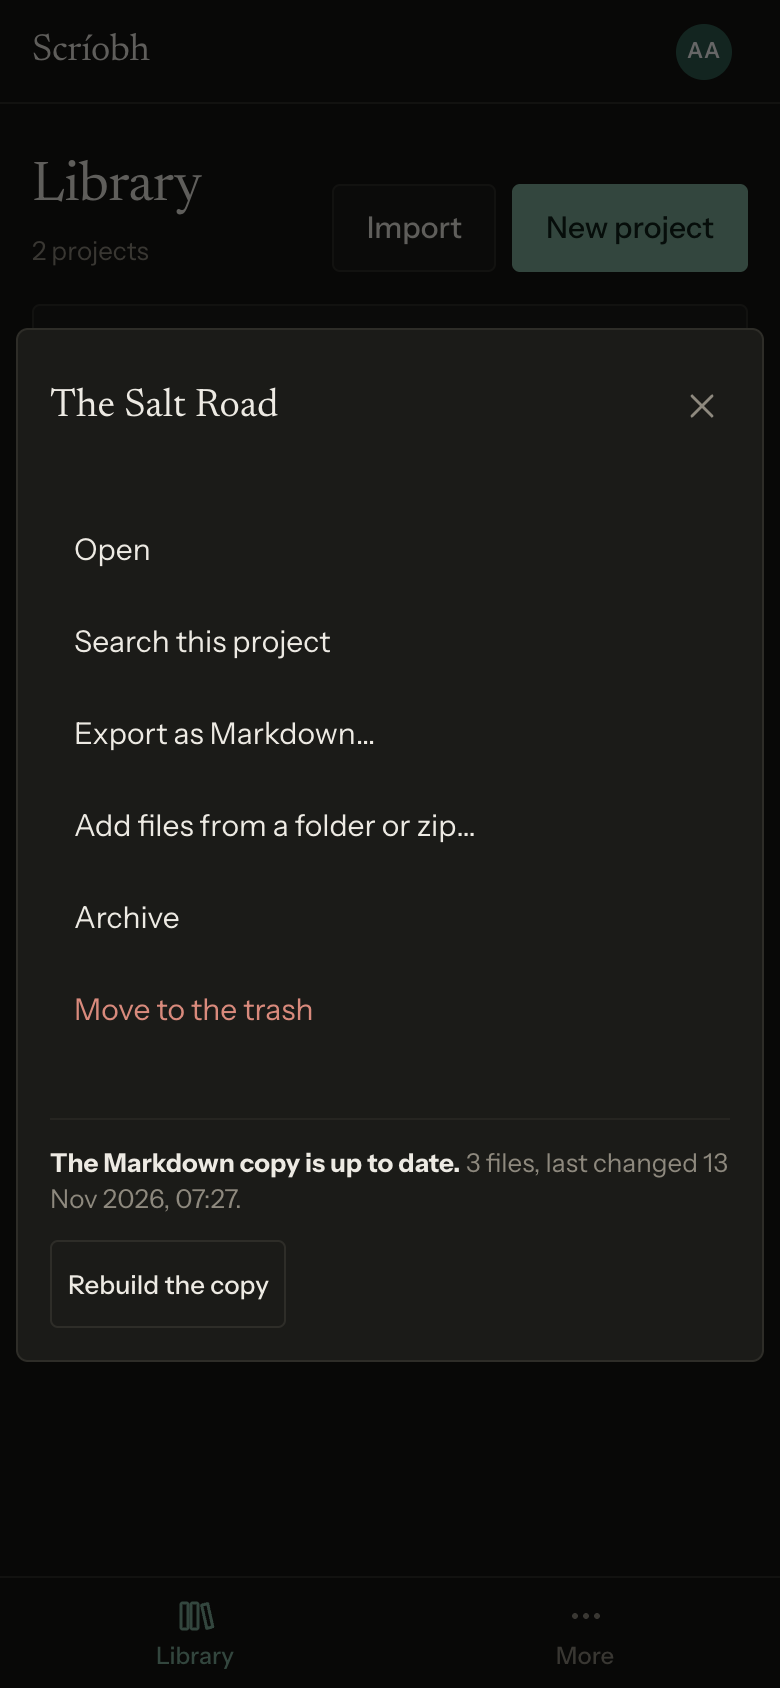 Scríobh
AA
Library
2 projects
Import
New project
The Salt Road
Open
Search this project
Export as Markdown...
Add files from a folder or zip...
Archive
Move to the trash
The Markdown copy is up to date. 3 files, last changed 13
Nov 2026, 07:27.
Rebuild the copy
Library
More